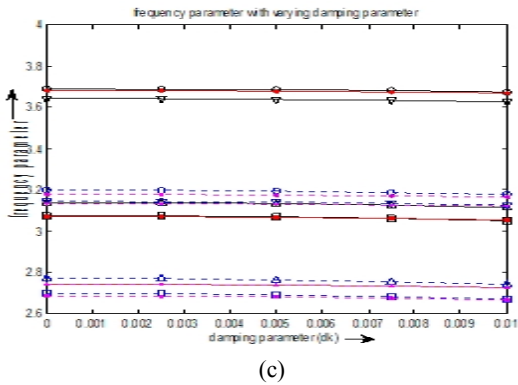 frequency parameter with varying damping parameter
4
3.8
3.6
3.4
3.2
3
2.8
2.6
frequency parameter
0 0.001 0.002 0.003 0.004 0.005 0.006 0.007 0.008 0.009 0.01
damping parameter(dk)
(c)